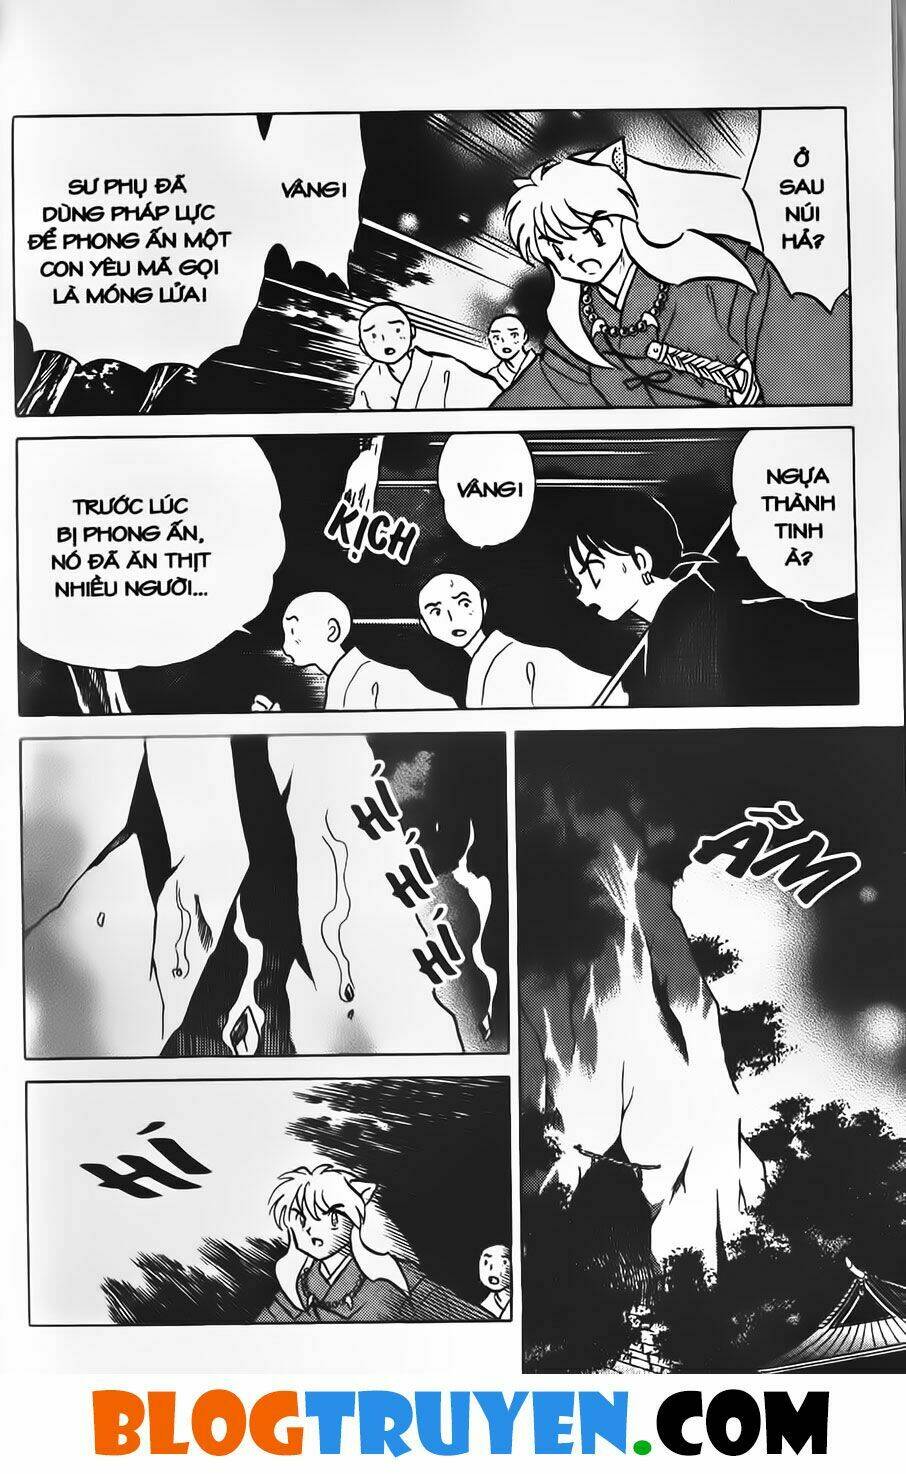 Ở
SAU
NÚI
HẢ?
VÂNG!
SƯ PHỤ ĐÃ
DÙNG PHÁP LỰC
ĐỂ PHONG ẤN MỘT
CON YÊU MÃ GỌI
LÀ MÓNG LỬA!
NGỰA
THÀNH
TINH
À?
VÂNG!
KỊCH
TRƯỚC LÚC
BỊ PHONG ẤN,
NÓ ĐÃ ĂN THỊT
NHIỀU NGƯỜI...
ẦM
HÍ
HÍ
HÍ
HÍ
BLOGTRUYEN.COM